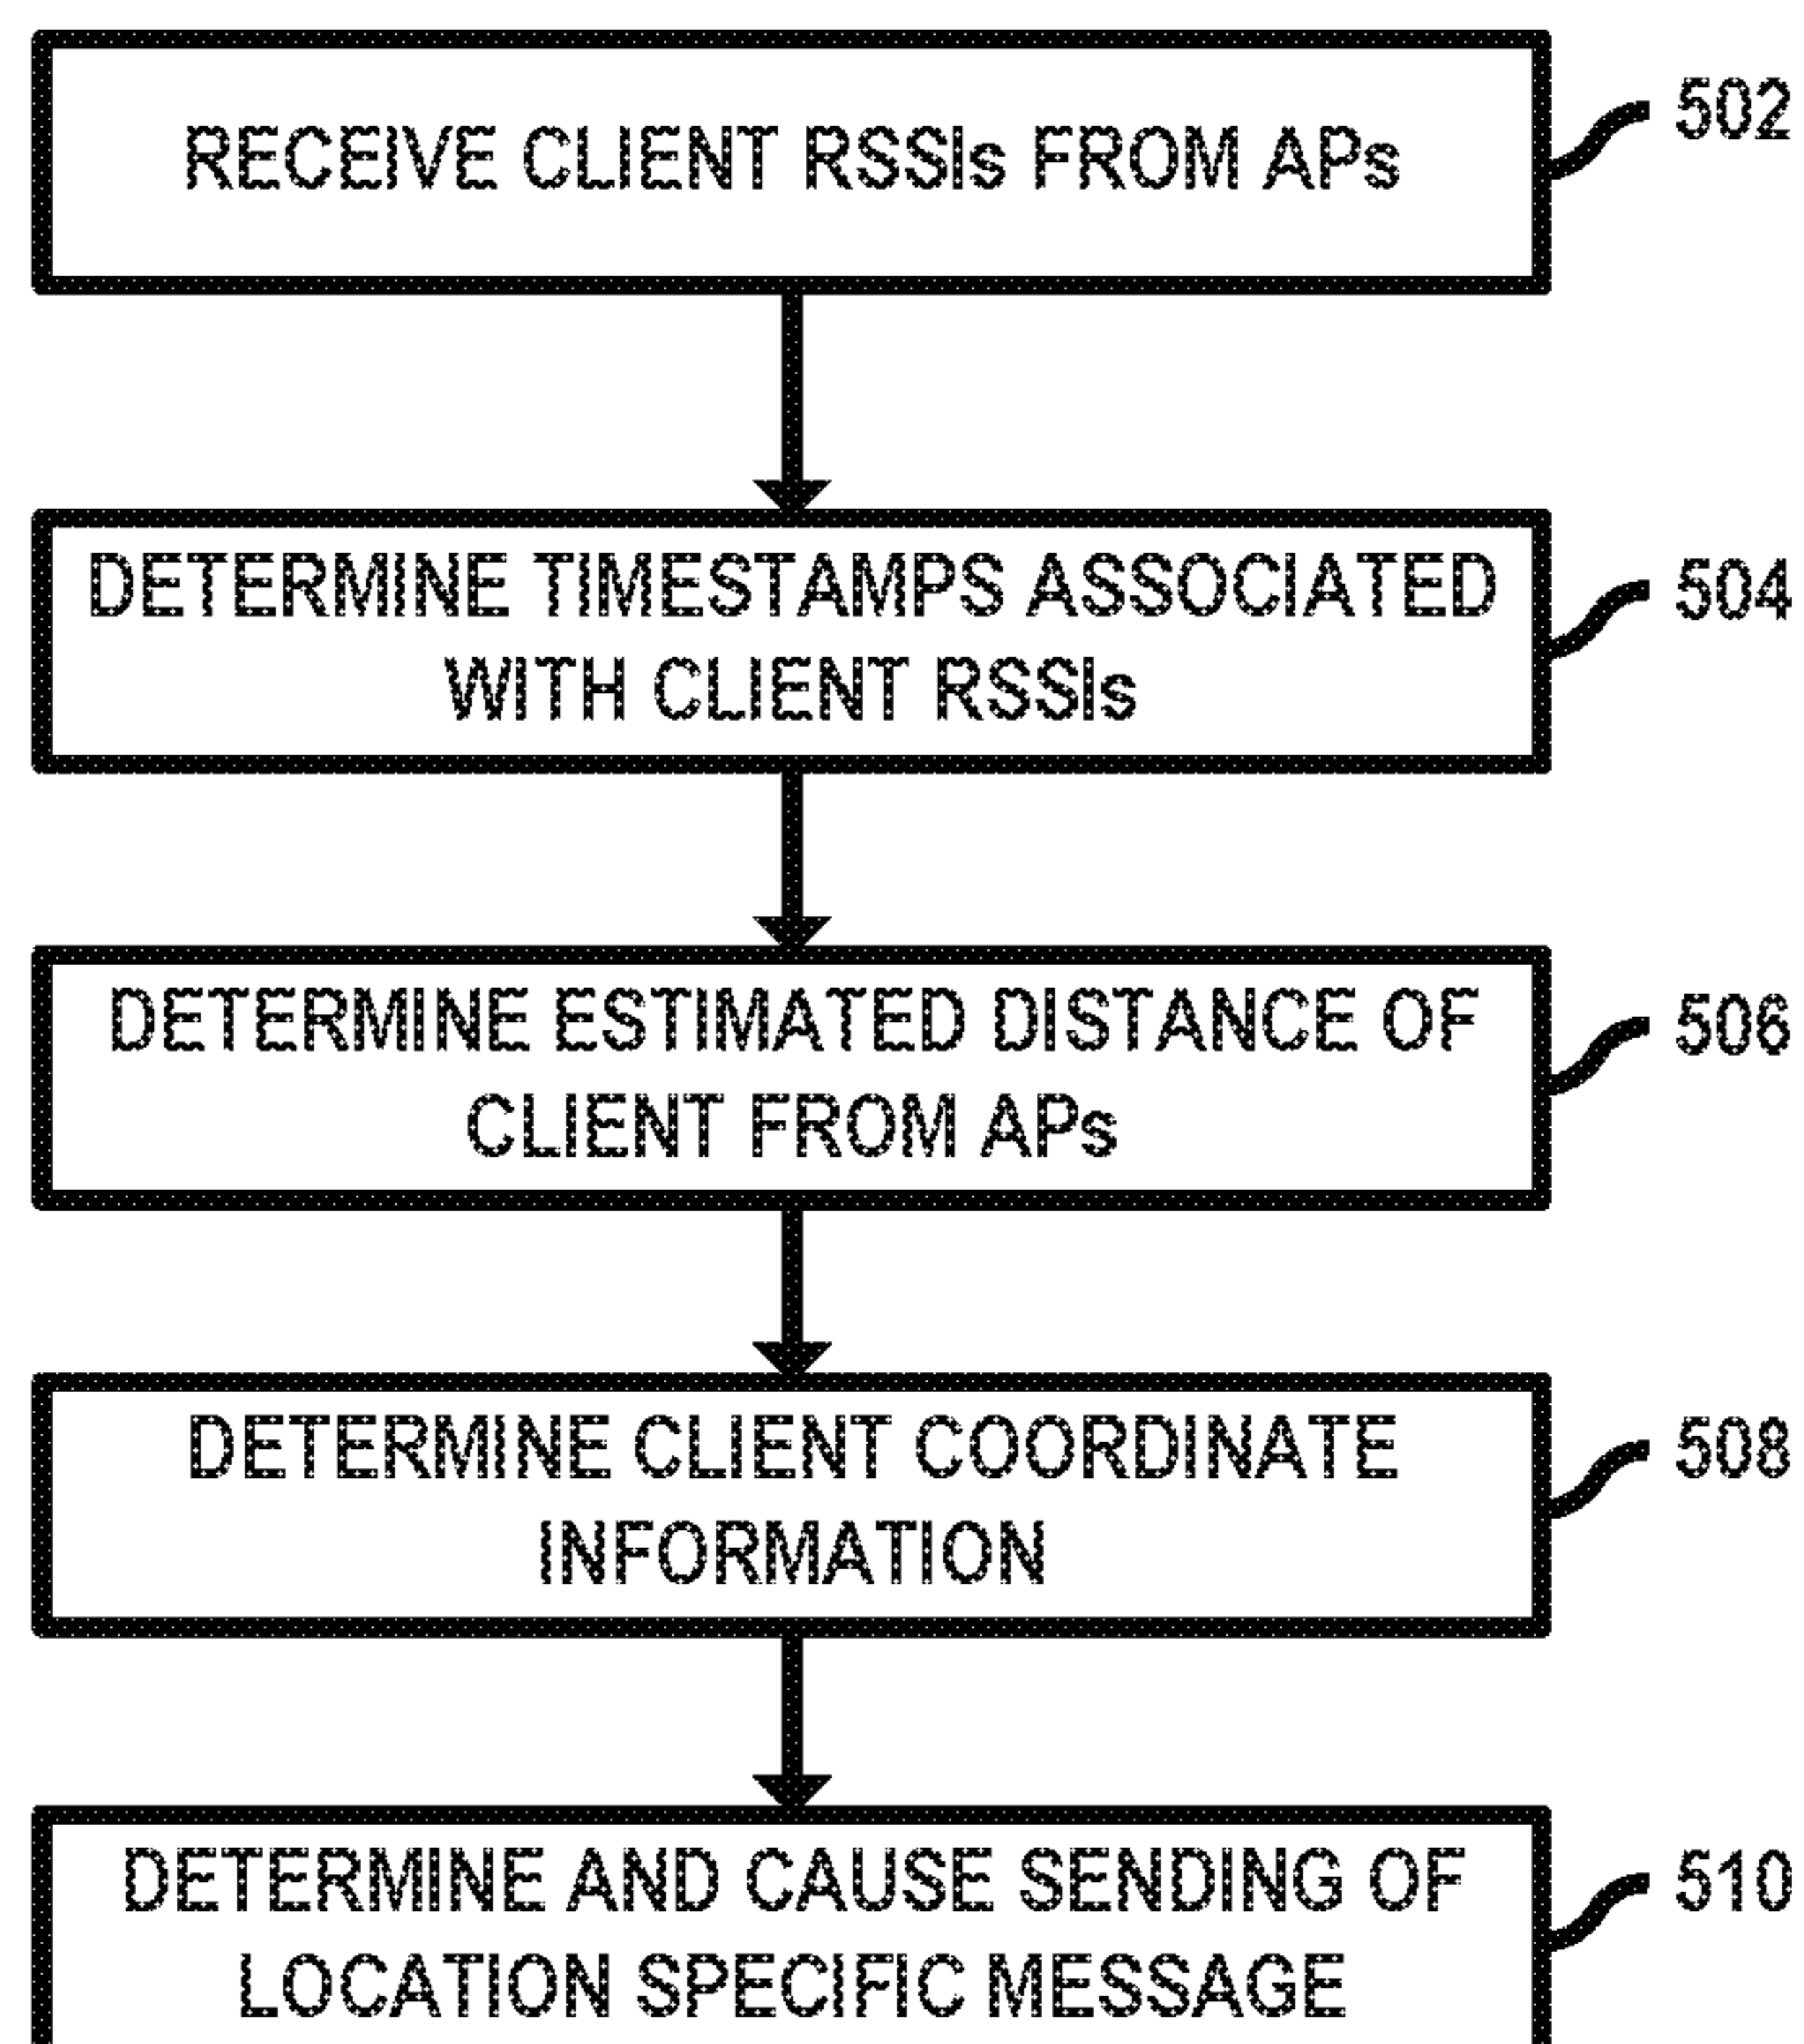 RECEIVE CLIENT RSSIs FROM APs
502
DETERMINE TIMESTAMPS ASSOCIATED
WITH CLIENT RSSIs
504
DETERMINE ESTIMATED DISTANCE OF
CLIENT FROM APs
506
DETERMINE CLIENT COORDINATE
INFORMATION
508
DETERMINE AND CAUSE SENDING OF
LOCATION SPECIFIC MESSAGE
510